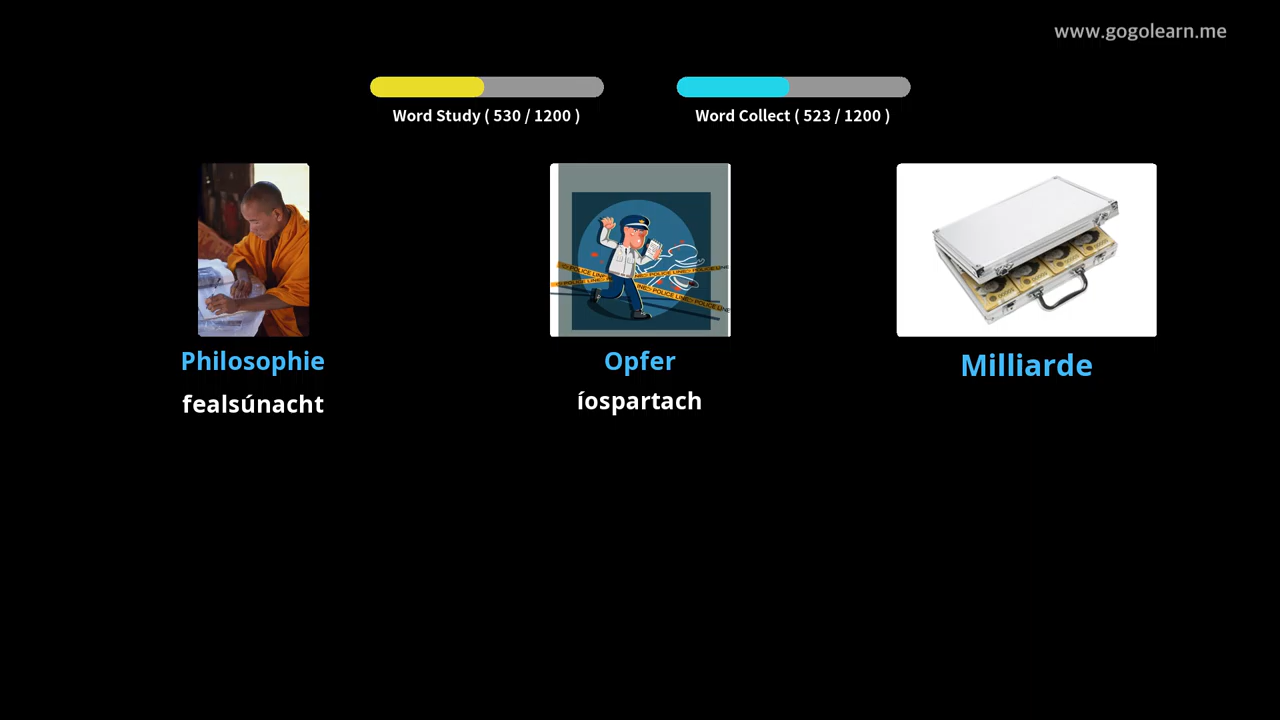 www.gogolearn.me
Word Study ( 530 / 1200 )
Word Collect ( 523 / 1200 )
Philosophie
Opfer
Milliarde
fealsúnacht
íospartach